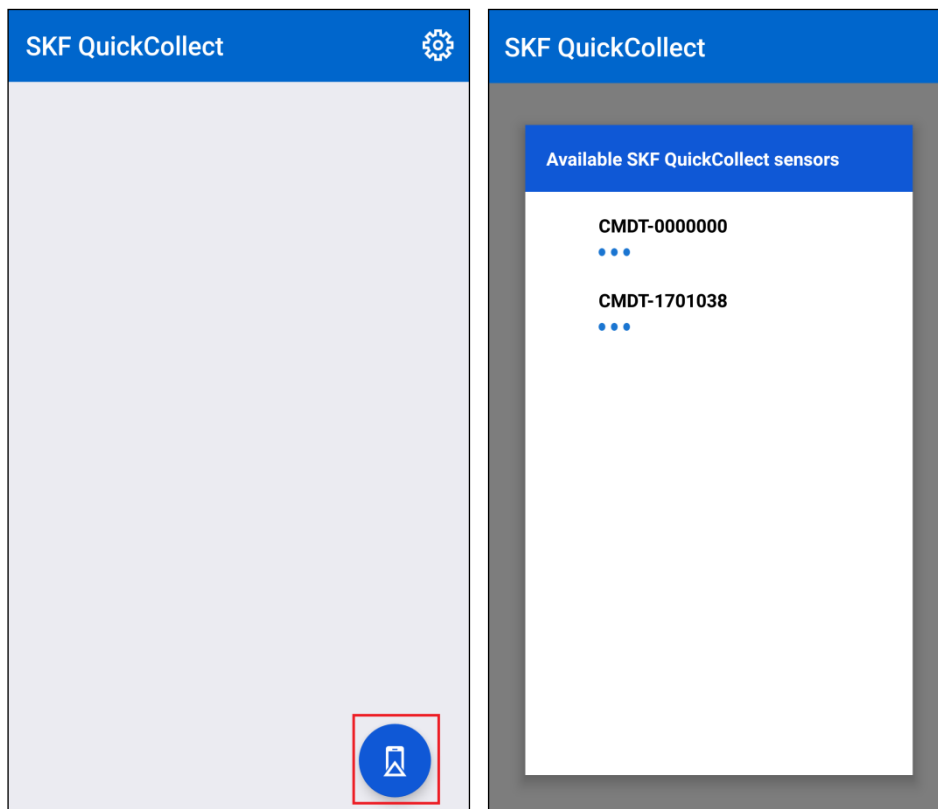 SKF QuickCollect
SKF QuickCollect
Available SKF QuickCollect sensors
CMDT-0000000
CMDT-1701038